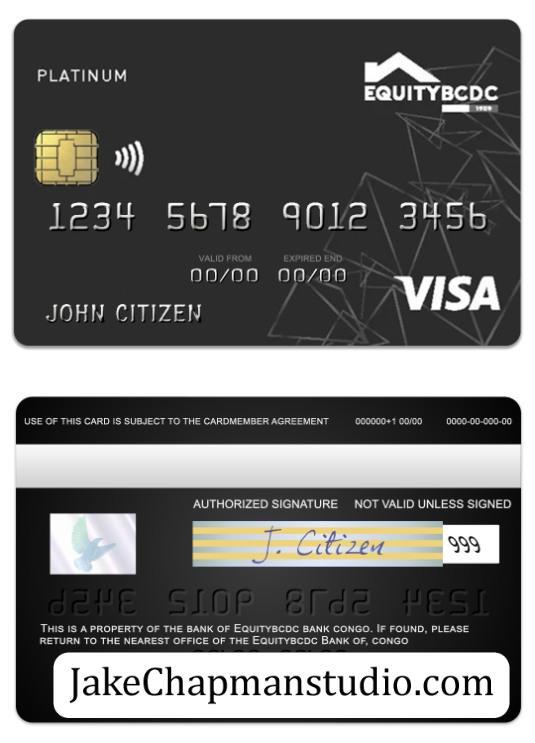 PLATINUM
EQUITYBCDC
1909
1234 5678 9012 3456
VALID FROM EXPIRED END
00/00 00/00
JOHN CITIZEN
VISA
USE OF THIS CARD IS SUBJECT TO THE CARDMEMBER AGREEMENT 000000+1 00/00 0000-00-000-00
AUTHORIZED SIGNATURE NOT VALID UNLESS SIGNED
J. Citizen 999
THIS IS A PROPERTY OF THE BANK OF EQUITYBCDC BANK CONGO. IF FOUND, PLEASE
RETURN TO THE NEAREST OFFICE OF THE EQUITYBCDC BANK OF, CONGO
JakeChapmanstudio.com